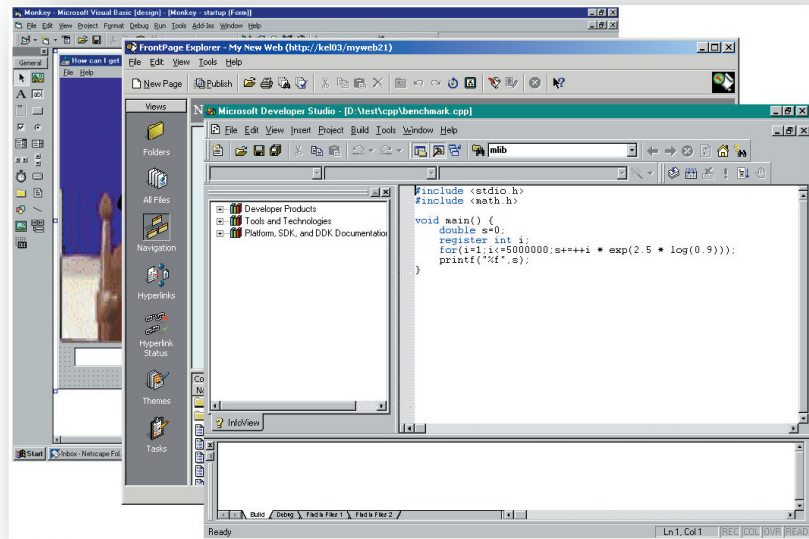 Monkey - Microsoft Visual Basic [design] - [Monkey - startup (Form)]
File Edit View Project Format Debug Run Tools Add-Ins Window Help
General
How can I get
File Help
Start
Inbox - Netscape Fol
FrontPage Explorer - My New Web (http://kel03/myweb21)
File Edit View Tools Help
New Page
Publish
Views
N
Folders
All Files
Navigation
Hyperlinks
Hyperlink
Status
Themes
Tasks
Co
Microsoft Developer Studio - [D:\test\cpp\benchmark.cpp]
File Edit View Insert Project Build Tools Window Help
mlib
Developer Products
Tools and Technologies
Platform, SDK, and DDK Documentation
InfoView
#include <stdio.h>
#include <math.h>
void main() {
double s=0;
register int i;
for(i=1;i<=5000000;s+=++i * exp(2.5 * log(0.9)));
printf("%f",s);
}
Build
Debug
Find in Files 1
Find in Files 2
Ready
Ln 1, Col 1
REC COL OVR READ